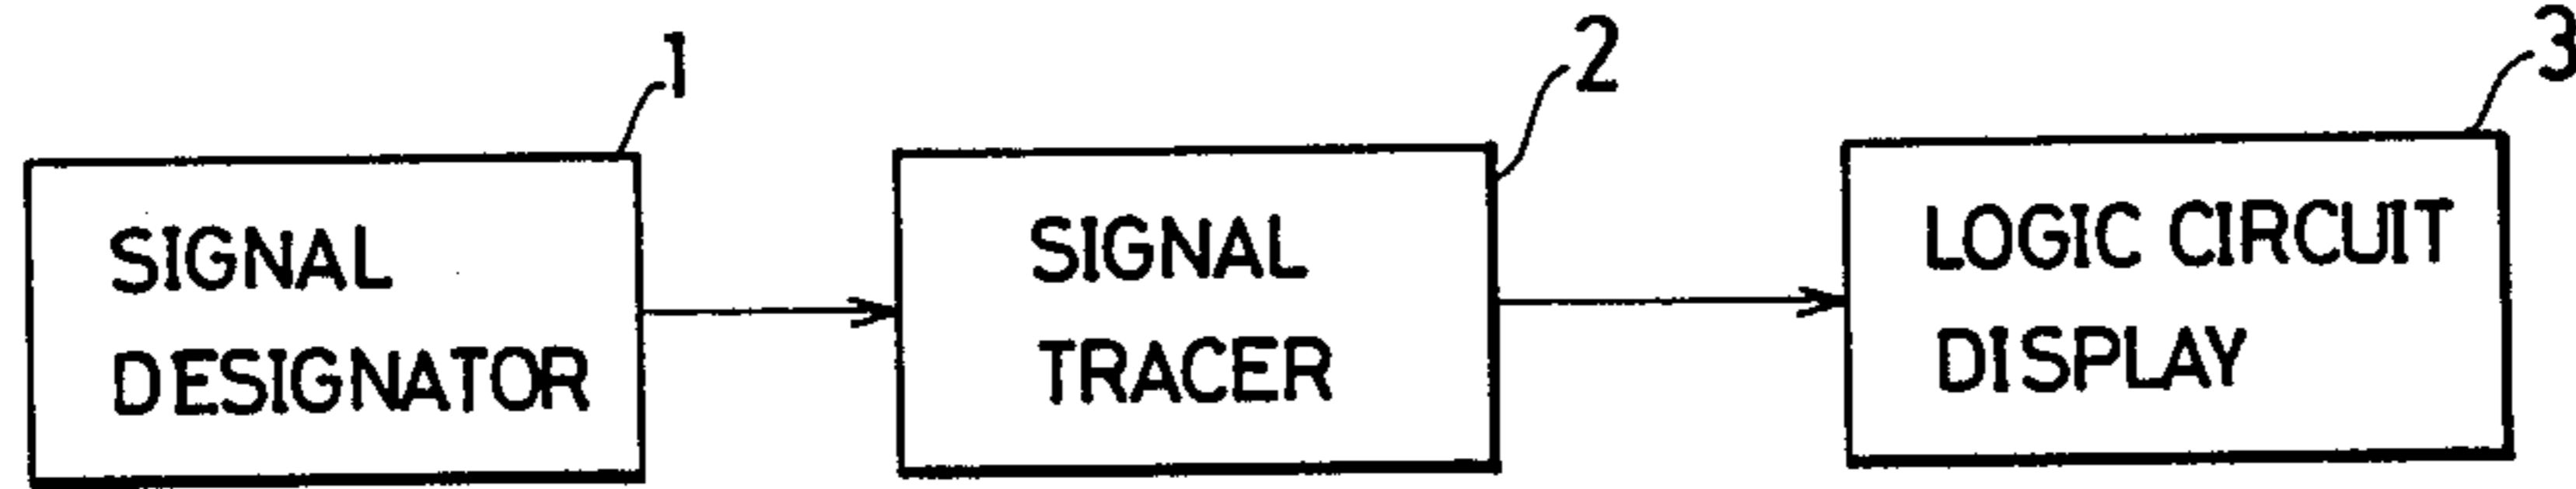 1
SIGNAL
DESIGNATOR
2
SIGNAL
TRACER
3
LOGIC CIRCUIT
DISPLAY